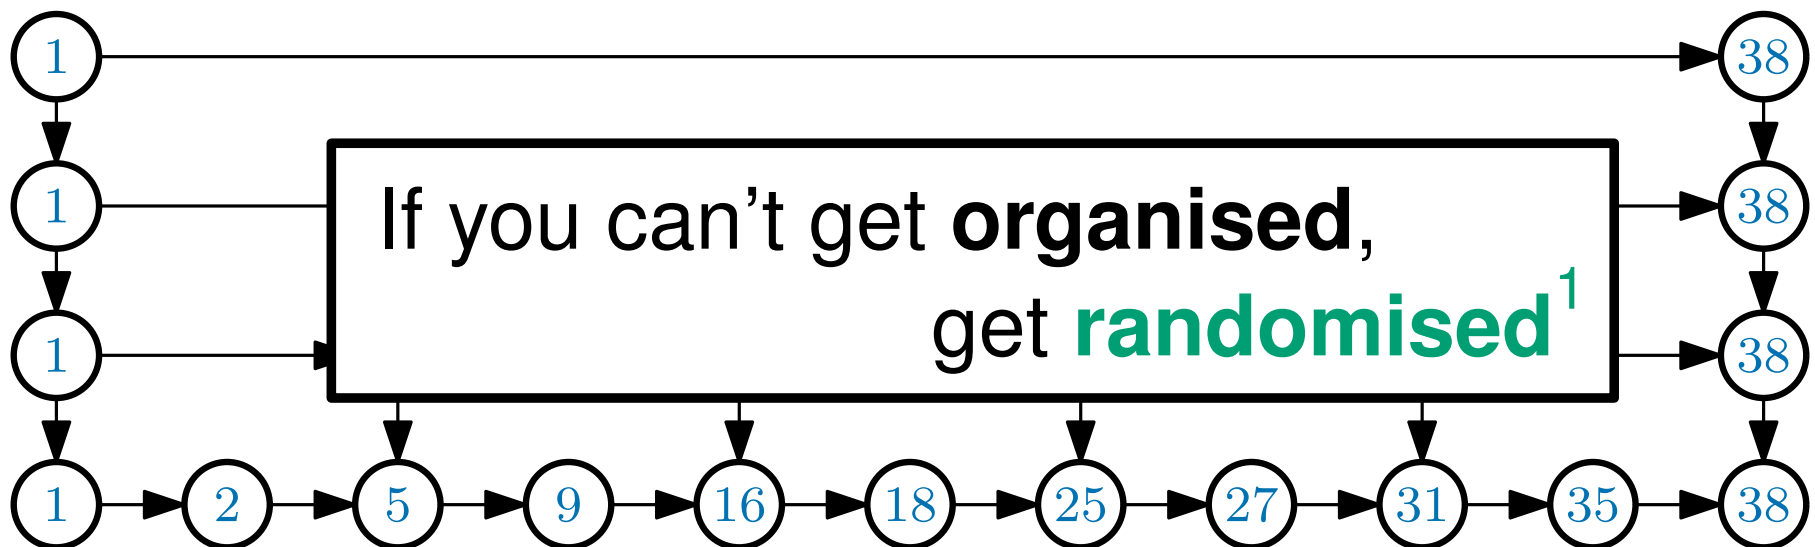 1 38
1 If you can't get organised, 38
1 get randomised1 38
1 2 5 9 16 18 25 27 31 35 38